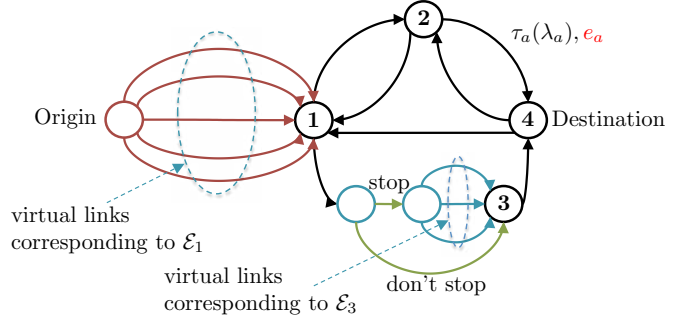 2
τₐ(λₐ), eₐ
Origin
1
4
Destination
stop
3
virtual links
corresponding to ℰ₁
virtual links
corresponding to ℰ₃
don't stop